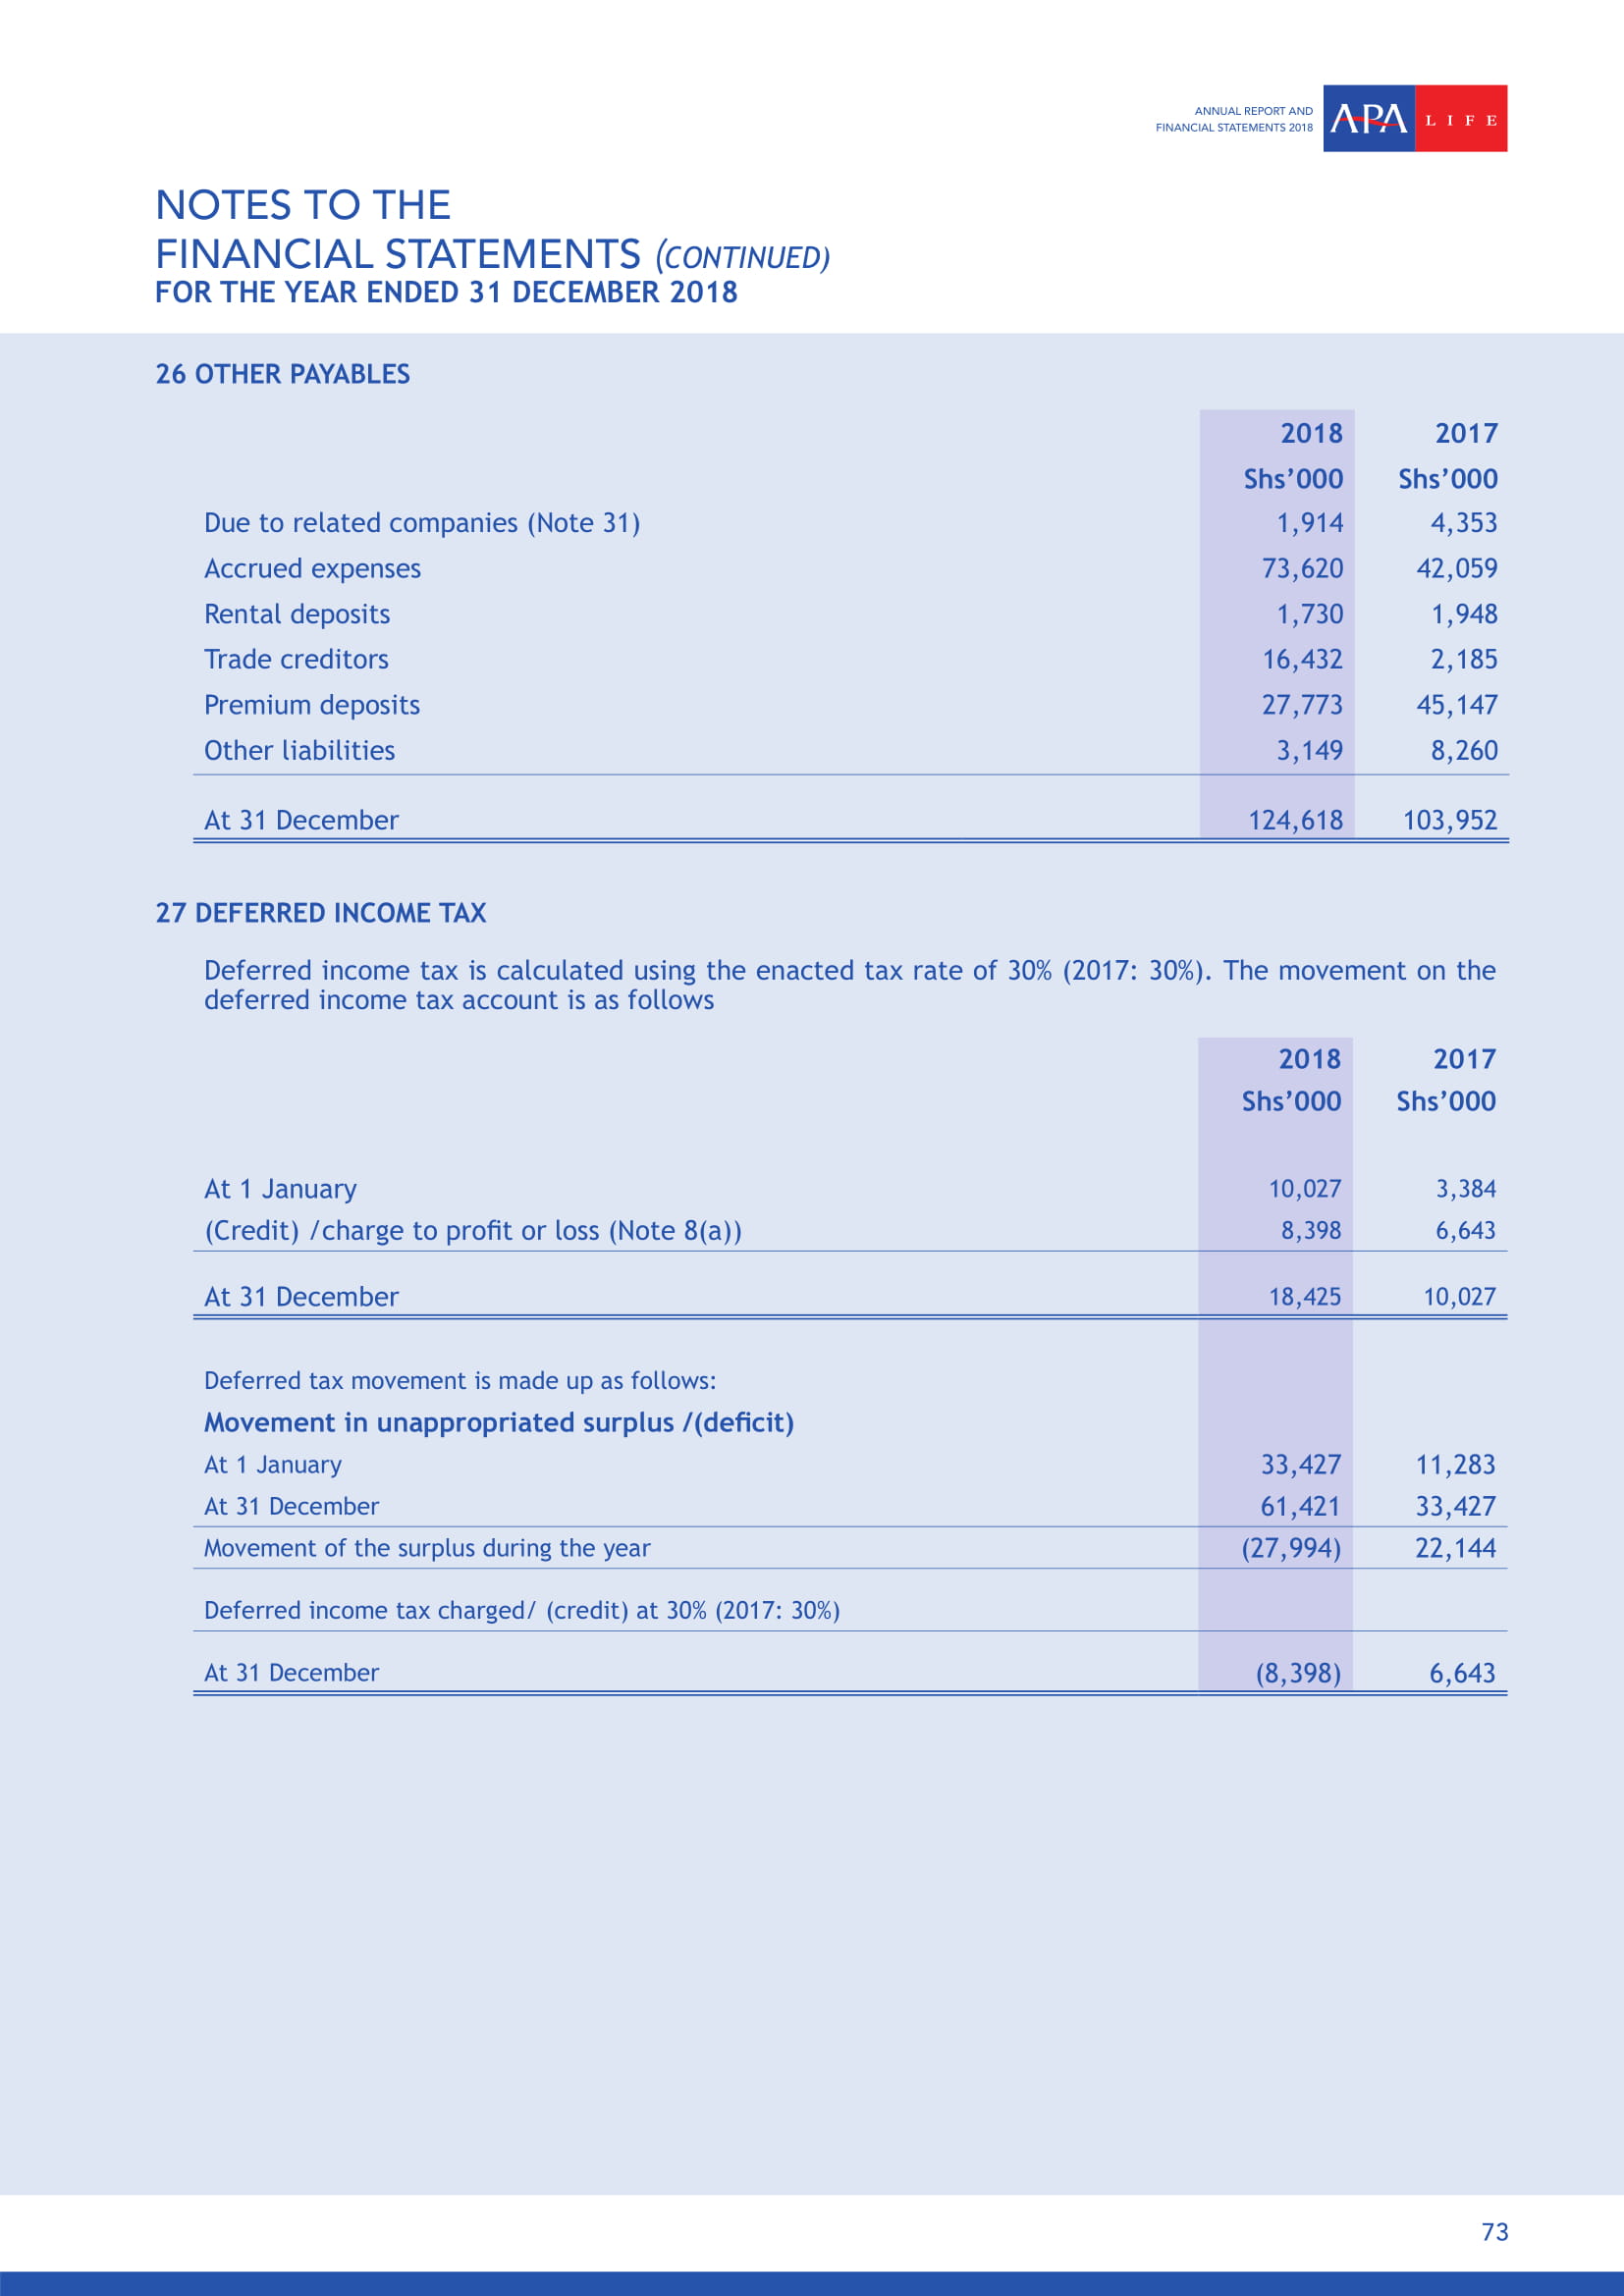 ANNUAL REPORT AND
FINANCIAL STATEMENTS 2018
APA LIFE
NOTES TO THE
FINANCIAL STATEMENTS (CONTINUED)
FOR THE YEAR ENDED 31 DECEMBER 2018
26 OTHER PAYABLES
2018 2017
Shs’000 Shs’000
Due to related companies (Note 31) 1,914 4,353
Accrued expenses 73,620 42,059
Rental deposits 1,730 1,948
Trade creditors 16,432 2,185
Premium deposits 27,773 45,147
Other liabilities 3,149 8,260
At 31 December 124,618 103,952
27 DEFERRED INCOME TAX
Deferred income tax is calculated using the enacted tax rate of 30% (2017: 30%). The movement on the
deferred income tax account is as follows
2018 2017
Shs’000 Shs’000
At 1 January 10,027 3,384
(Credit) /charge to profit or loss (Note 8(a)) 8,398 6,643
At 31 December 18,425 10,027
Deferred tax movement is made up as follows:
Movement in unappropriated surplus /(deficit)
At 1 January 33,427 11,283
At 31 December 61,421 33,427
Movement of the surplus during the year (27,994) 22,144
Deferred income tax charged/ (credit) at 30% (2017: 30%)
At 31 December (8,398) 6,643
73